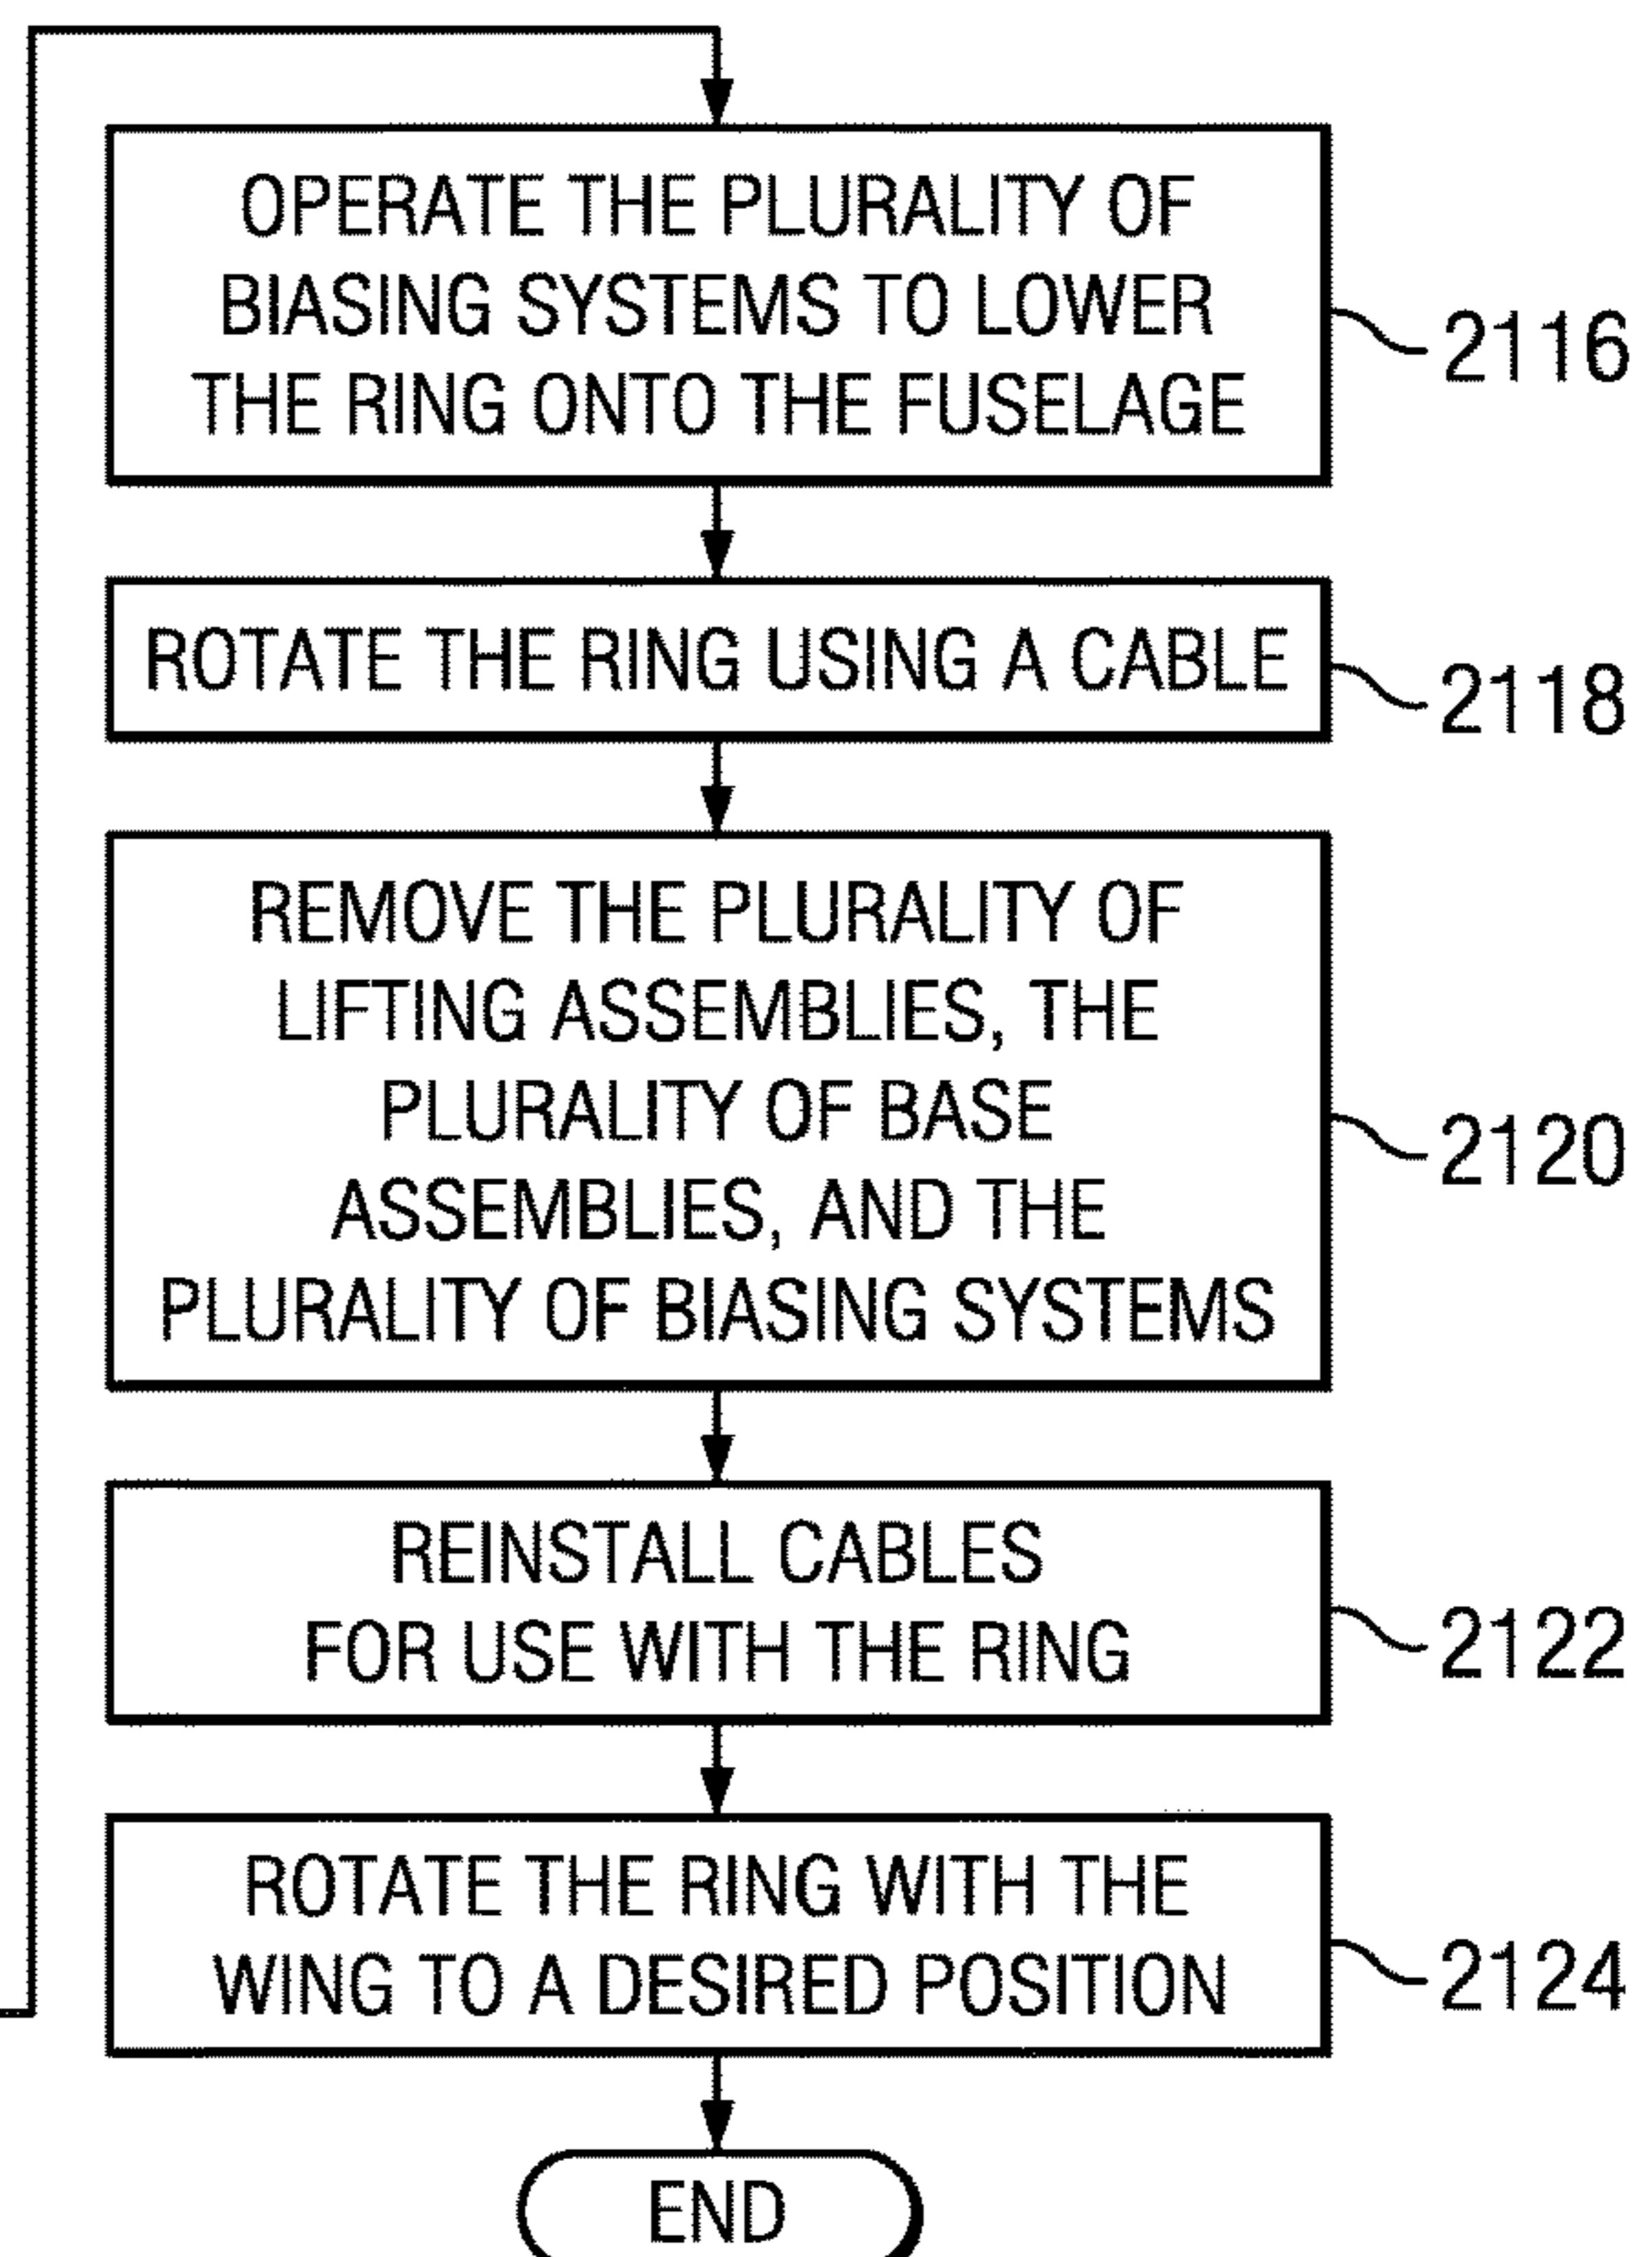 OPERATE THE PLURALITY OF
BIASING SYSTEMS TO LOWER
THE RING ONTO THE FUSELAGE
2116
ROTATE THE RING USING A CABLE
2118
REMOVE THE PLURALITY OF
LIFTING ASSEMBLIES, THE
PLURALITY OF BASE
ASSEMBLIES, AND THE
PLURALITY OF BIASING SYSTEMS
2120
REINSTALL CABLES
FOR USE WITH THE RING
2122
ROTATE THE RING WITH THE
WING TO A DESIRED POSITION
2124
END